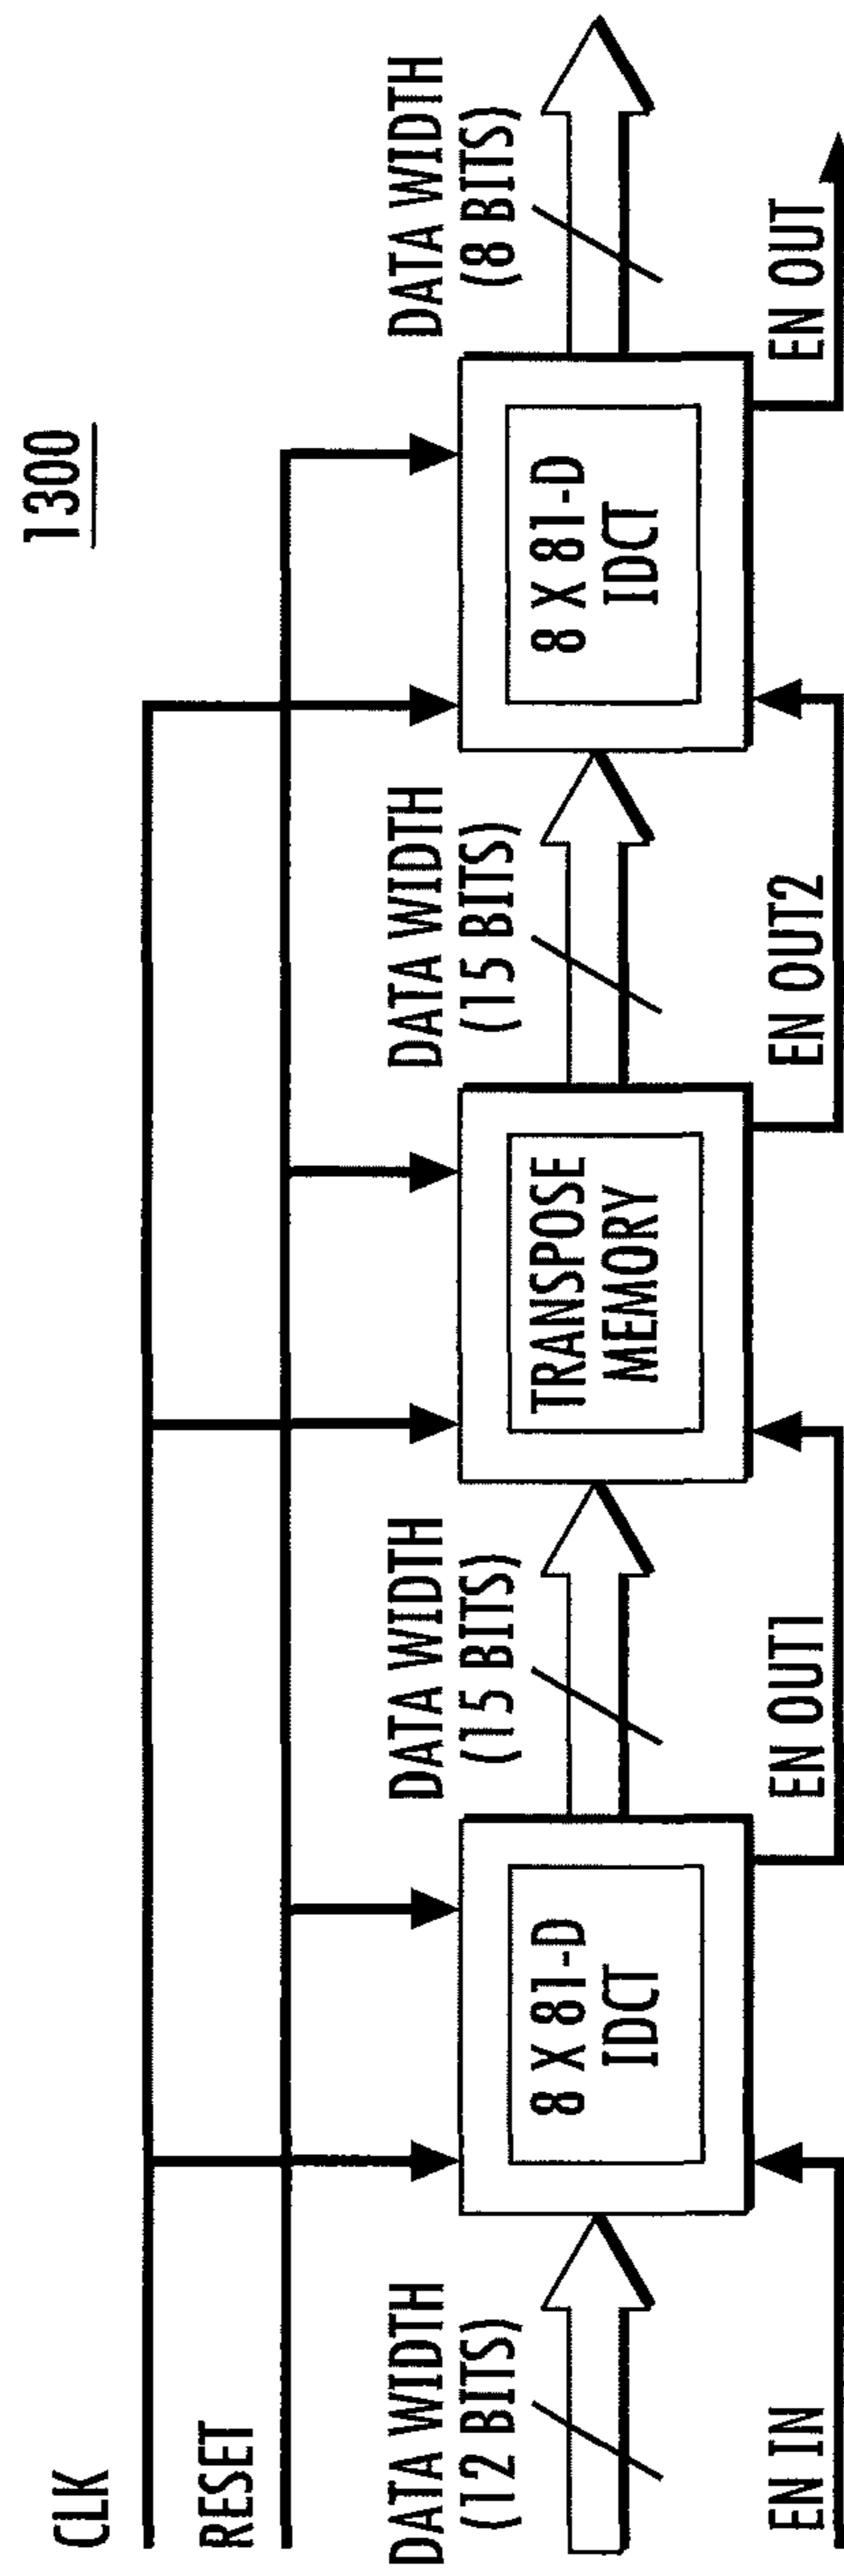 1300
CLK
RESET
DATA WIDTH
(12 BITS)
DATA WIDTH
(15 BITS)
DATA WIDTH
(15 BITS)
DATA WIDTH
(8 BITS)
8 X 81-D
IDCT
TRANSPOSE
MEMORY
8 X 81-D
IDCT
EN IN
EN OUT1
EN OUT2
EN OUT